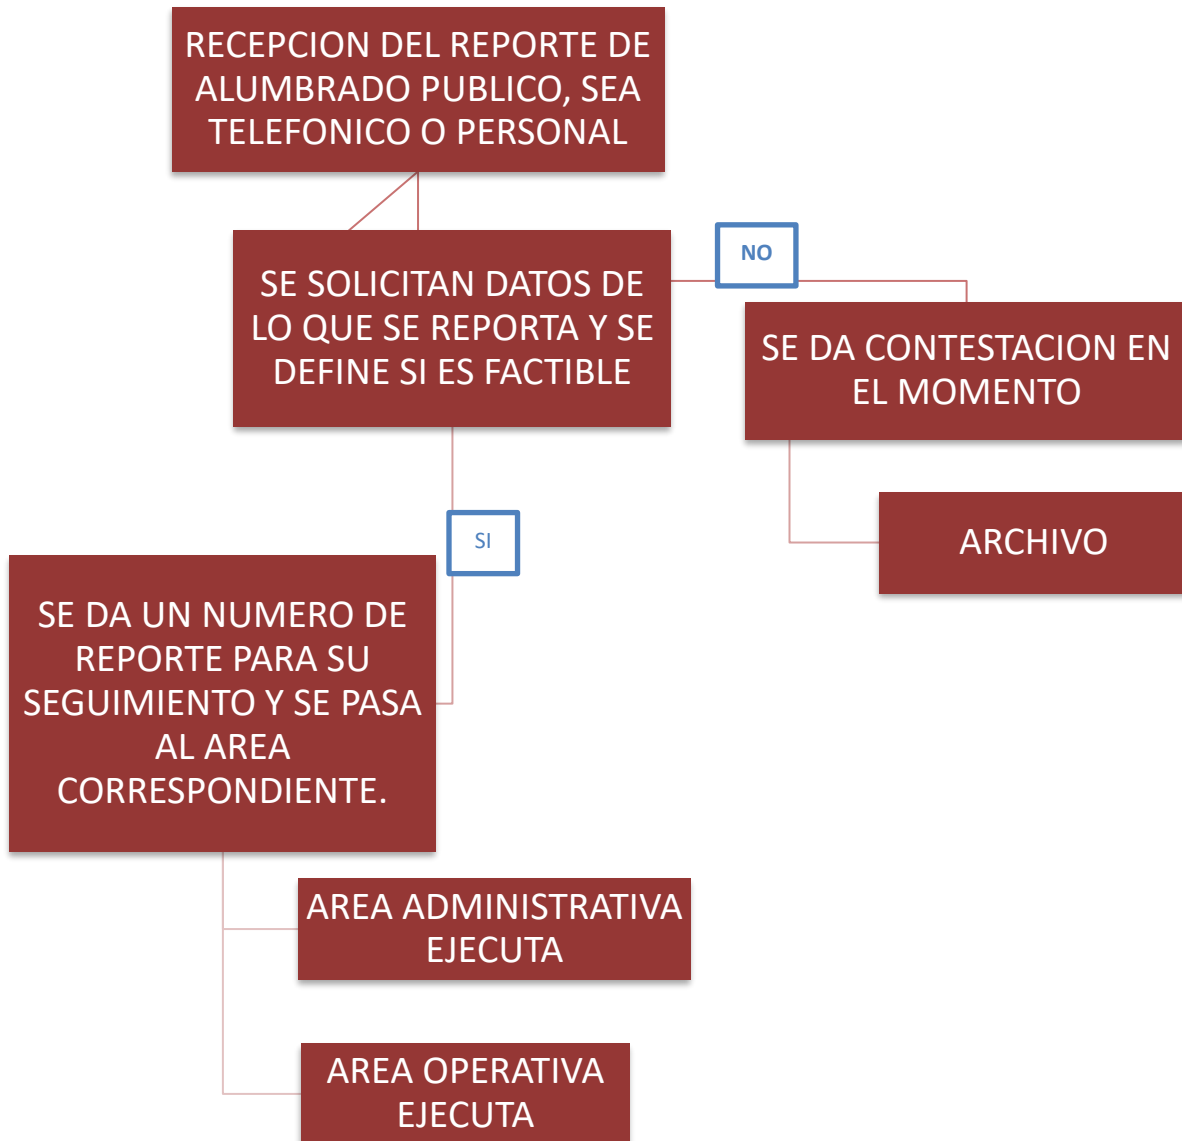 RECEPCION DEL REPORTE DE
ALUMBRADO PUBLICO, SEA
TELEFONICO O PERSONAL
SE SOLICITAN DATOS DE
LO QUE SE REPORTA Y SE
DEFINE SI ES FACTIBLE
NO
SE DA CONTESTACION EN
EL MOMENTO
ARCHIVO
SI
SE DA UN NUMERO DE
REPORTE PARA SU
SEGUIMIENTO Y SE PASA
AL AREA
CORRESPONDIENTE.
AREA ADMINISTRATIVA
EJECUTA
AREA OPERATIVA
EJECUTA